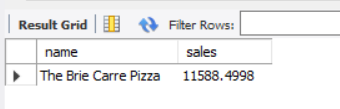 Result Grid Filter Rows:
name sales
The Brie Carre Pizza 11588.4998